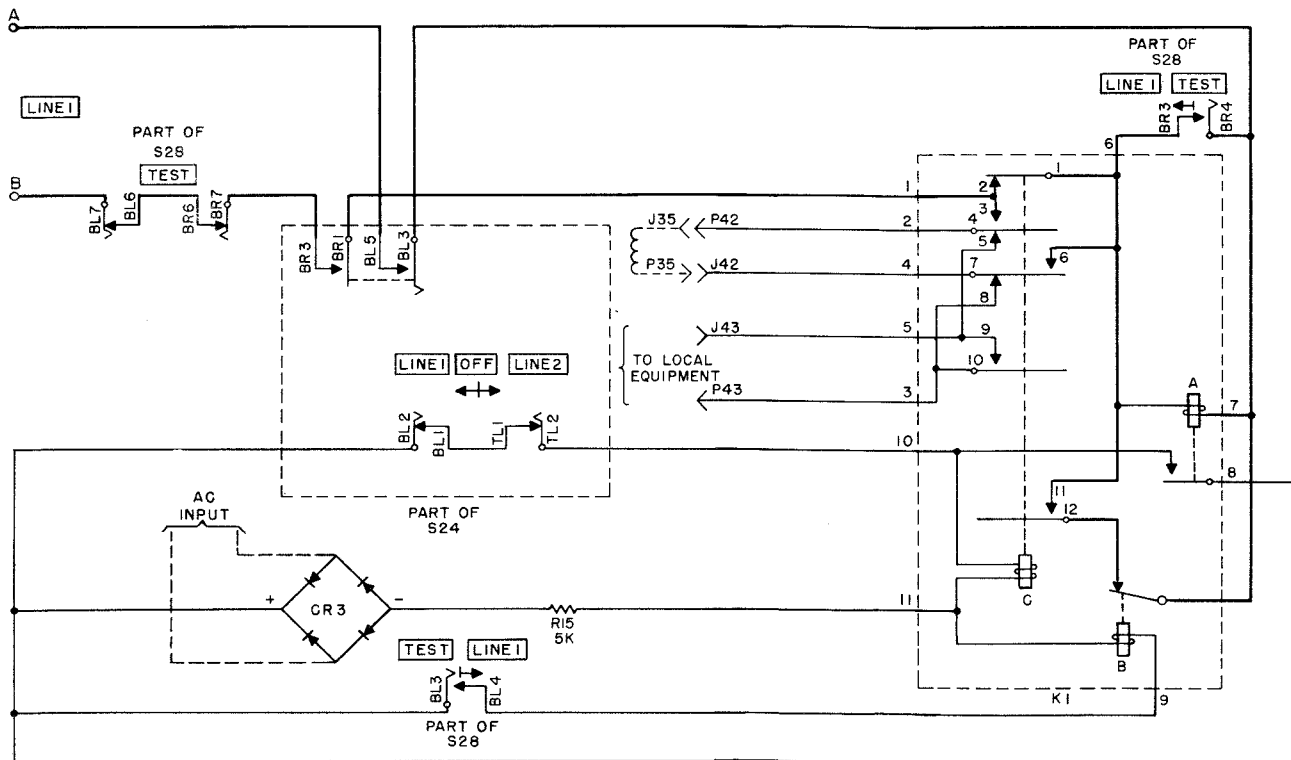 A
LINE 1
PART OF
S28
TEST
B
BL7
BL6
BR6
BR7
BR3
BR1
BL5
BL3
J35
P42
P35
J42
J43
TO LOCAL
EQUIPMENT
P43
LINE 1
OFF
LINE 2
BL2
BL1
TL1
TL2
PART OF
S24
PART OF
S28
LINE 1
TEST
BR3
BR4
6
1
1
2
3
2
4
5
6
4
7
8
5
9
10
3
A
7
10
8
11
12
C
11
B
K1
9
AC
INPUT
+
CR3
-
R15
5K
TEST
LINE 1
BL3
BL4
PART OF
S28